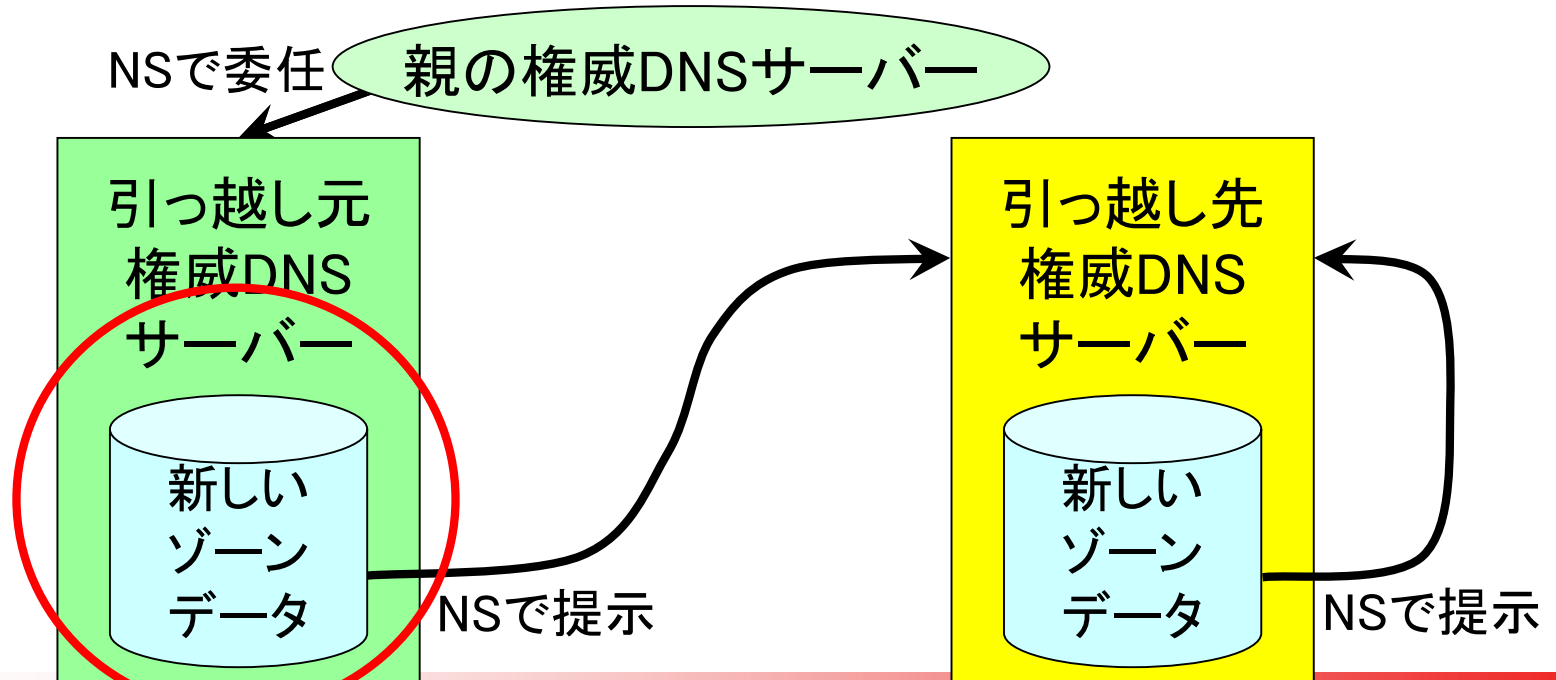 NSで委任
親の権威DNSサーバー
引っ越し元
権威DNS
サーバー
新しい
ゾーン
データ
NSで提示
引っ越し先
権威DNS
サーバー
新しい
ゾーン
データ
NSで提示